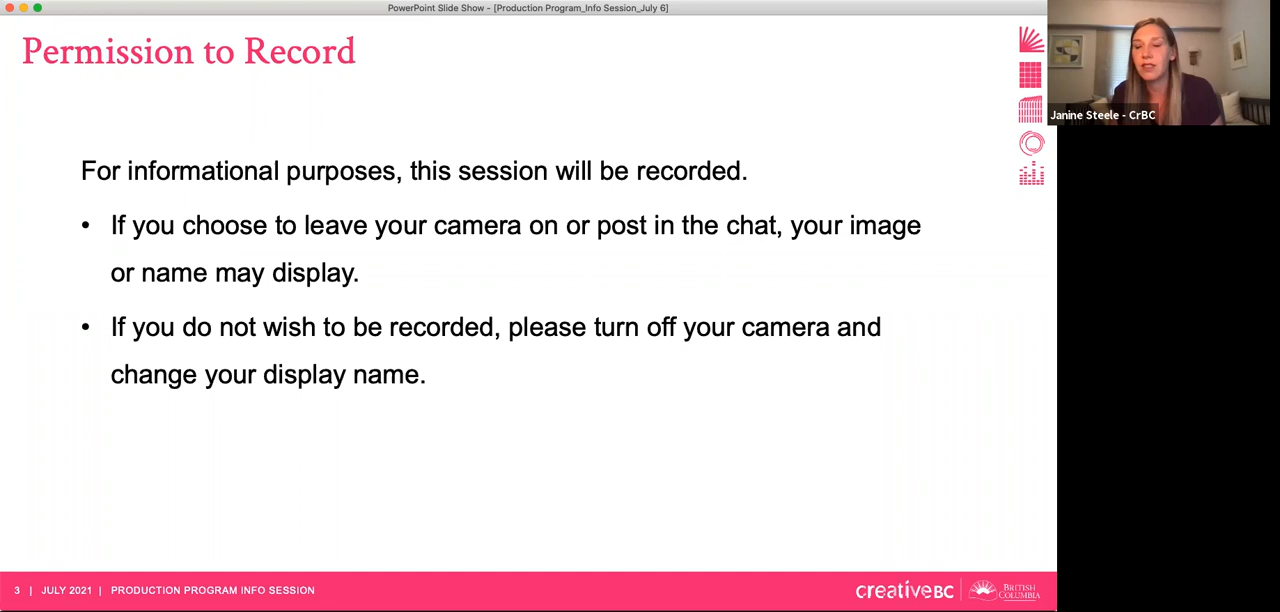 PowerPoint Slide Show - [Production Program_Info Session_July 6]
Permission to Record
Janine Steele - CrBC
For informational purposes, this session will be recorded.
• If you choose to leave your camera on or post in the chat, your image
or name may display.
• If you do not wish to be recorded, please turn off your camera and
change your display name.
3 | JULY 2021 | PRODUCTION PROGRAM INFO SESSION
creativeBC
BRITISH
COLUMBIA